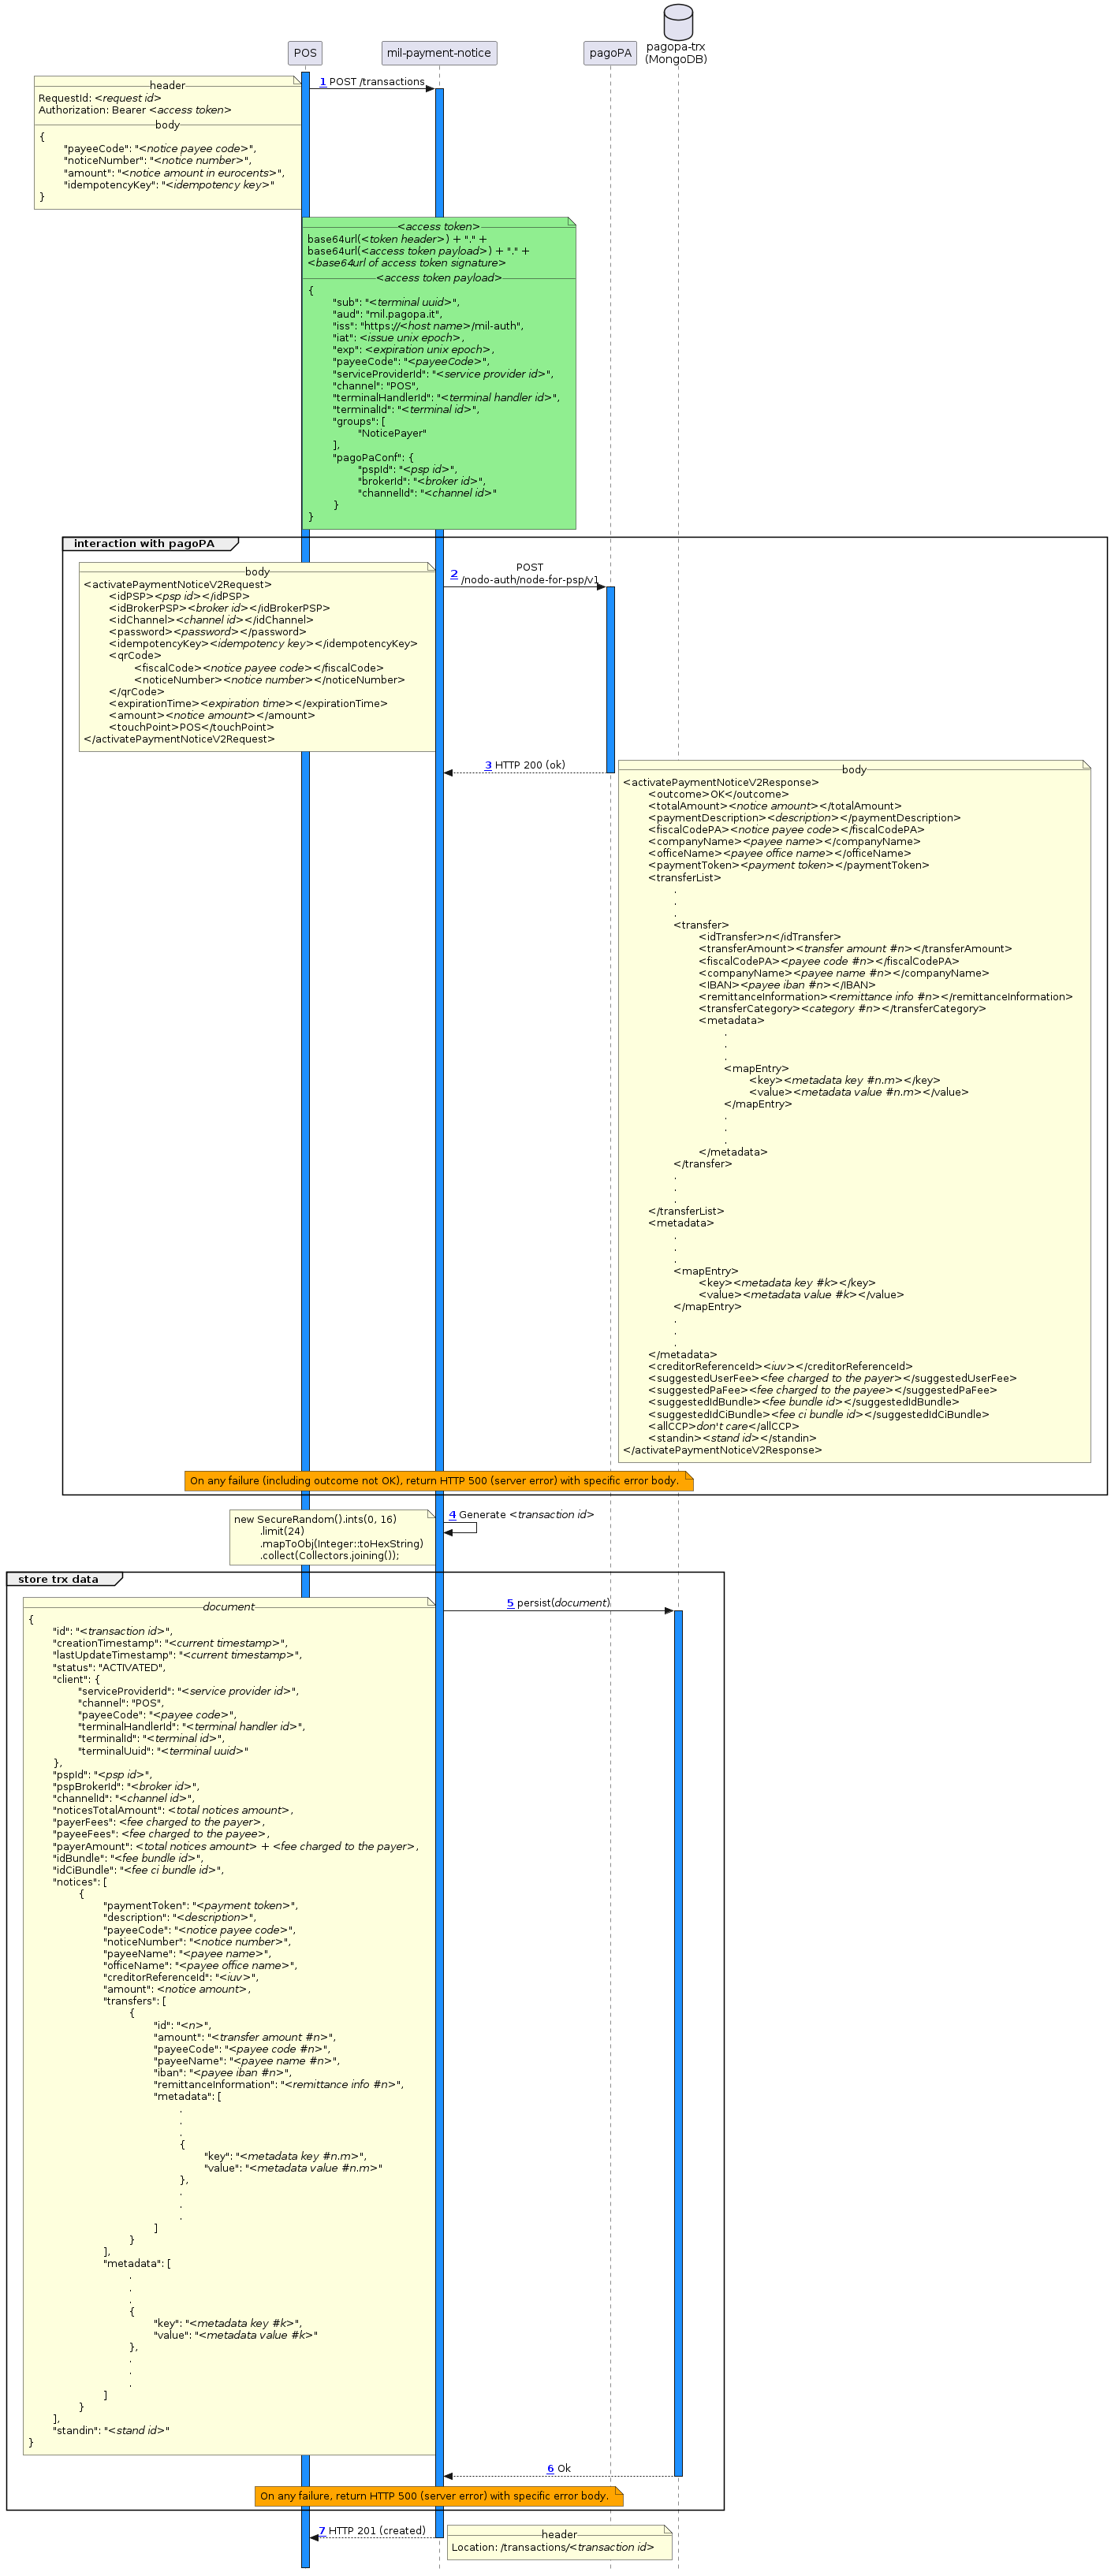 pagopa-trx
(MongoDB)
POS
mil-payment-notice
pagoPA
1 POST /transactions
header
RequestId: <request id>
Authorization: Bearer <access token>
body
{
"payeeCode": "<notice payee code>",
"noticeNumber": "<notice number>",
"amount": "<notice amount in eurocents>",
"idempotencyKey": "<idempotency key>"
}
<access token>
base64url(<token header>) + "." +
base64url(<access token payload>) + "." +
<base64url of access token signature>
<access token payload>
{
"sub": "<terminal uuid>",
"aud": "mil.pagopa.it",
"iss": "https://<host name>/mil-auth",
"iat": <issue unix epoch>,
"exp": <expiration unix epoch>,
"payeeCode": "<payeeCode>",
"serviceProviderId": "<service provider id>",
"channel": "POS",
"terminalHandlerId": "<terminal handler id>",
"terminalId": "<terminal id>",
"groups": [
"NoticePayer"
],
"pagoPaConf": {
"pspId": "<psp id>",
"brokerId": "<broker id>",
"channelId": "<channel id>"
}
}
interaction with pagoPA
2 POST
/nodo-auth/node-for-psp/v1
body
<activatePaymentNoticeV2Request>
<idPSP><psp id></idPSP>
<idBrokerPSP><broker id></idBrokerPSP>
<idChannel><channel id></idChannel>
<password><password></password>
<idempotencyKey><idempotency key></idempotencyKey>
<qrCode>
<fiscalCode><notice payee code></fiscalCode>
<noticeNumber><notice number></noticeNumber>
</qrCode>
<expirationTime><expiration time></expirationTime>
<amount><notice amount></amount>
<touchPoint>POS</touchPoint>
</activatePaymentNoticeV2Request>
3 HTTP 200 (ok)
body
<activatePaymentNoticeV2Response>
<outcome>OK</outcome>
<totalAmount><notice amount></totalAmount>
<paymentDescription><description></paymentDescription>
<fiscalCodePA><notice payee code></fiscalCodePA>
<companyName><payee name></companyName>
<officeName><payee office name></officeName>
<paymentToken><payment token></paymentToken>
<transferList>
.
.
.
<transfer>
<idTransfer>n</idTransfer>
<transferAmount><transfer amount #n></transferAmount>
<fiscalCodePA><payee code #n></fiscalCodePA>
<companyName><payee name #n></companyName>
<IBAN><payee iban #n></IBAN>
<remittanceInformation><remittance info #n></remittanceInformation>
<transferCategory><category #n></transferCategory>
<metadata>
.
.
.
<mapEntry>
<key><metadata key #n.m></key>
<value><metadata value #n.m></value>
</mapEntry>
.
.
.
</metadata>
</transfer>
.
.
.
</transferList>
<metadata>
.
.
.
<mapEntry>
<key><metadata key #k></key>
<value><metadata value #k></value>
</mapEntry>
.
.
.
</metadata>
<creditorReferenceId><iuv></creditorReferenceId>
<suggestedUserFee><fee charged to the payer></suggestedUserFee>
<suggestedPaFee><fee charged to the payee></suggestedPaFee>
<suggestedIdBundle><fee bundle id></suggestedIdBundle>
<suggestedIdCiBundle><fee ci bundle id></suggestedIdCiBundle>
<allCCP>don't care</allCCP>
<standin><stand id></standin>
</activatePaymentNoticeV2Response>
On any failure (including outcome not OK), return HTTP 500 (server error) with specific error body.
4 Generate <transaction id>
new SecureRandom().ints(0, 16)
.limit(24)
.mapToObj(Integer::toHexString)
.collect(Collectors.joining());
store trx data
5 persist(document)
document
{
"id": "<transaction id>",
"creationTimestamp": "<current timestamp>",
"lastUpdateTimestamp": "<current timestamp>",
"status": "ACTIVATED",
"client": {
"serviceProviderId": "<service provider id>",
"channel": "POS",
"payeeCode": "<payee code>",
"terminalHandlerId": "<terminal handler id>",
"terminalId": "<terminal id>",
"terminalUuid": "<terminal uuid>"
},
"pspId": "<psp id>",
"pspBrokerId": "<broker id>",
"channelId": "<channel id>",
"noticesTotalAmount": <total notices amount>,
"payerFees": <fee charged to the payer>,
"payeeFees": <fee charged to the payee>,
"payerAmount": <total notices amount> + <fee charged to the payer>,
"idBundle": "<fee bundle id>",
"idCiBundle": "<fee ci bundle id>",
"notices": [
{
"paymentToken": "<payment token>",
"description": "<description>",
"payeeCode": "<notice payee code>",
"noticeNumber": "<notice number>",
"payeeName": "<payee name>",
"officeName": "<payee office name>",
"creditorReferenceId": "<iuv>",
"amount": <notice amount>,
"transfers": [
{
"id": "<n>",
"amount": "<transfer amount #n>",
"payeeCode": "<payee code #n>",
"payeeName": "<payee name #n>",
"iban": "<payee iban #n>",
"remittanceInformation": "<remittance info #n>",
"metadata": [
.
.
.
{
"key": "<metadata key #n.m>",
"value": "<metadata value #n.m>"
},
.
.
.
]
}
],
"metadata": [
.
.
.
{
"key": "<metadata key #k>",
"value": "<metadata value #k>"
},
.
.
.
]
}
],
"standin": "<stand id>"
}
6 Ok
On any failure, return HTTP 500 (server error) with specific error body.
7 HTTP 201 (created)
header
Location: /transactions/<transaction id>